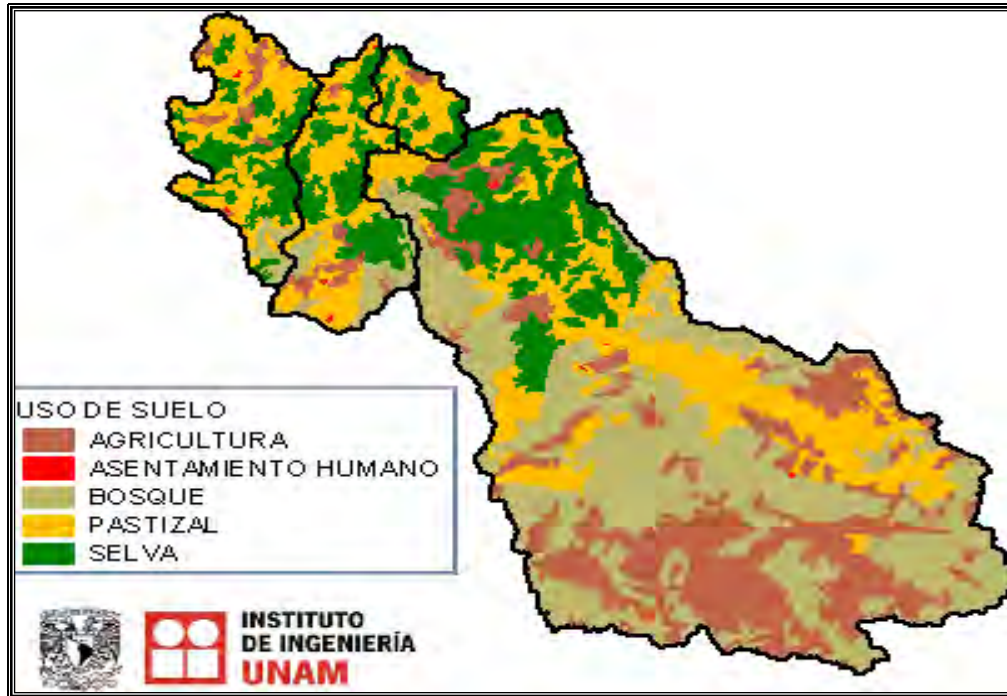 USO DE SUELO
AGRICULTURA
ASENTAMIENTO HUMANO
BOSQUE
PASTIZAL
SELVA
INSTITUTO
DE INGENIERÍA
UNAM